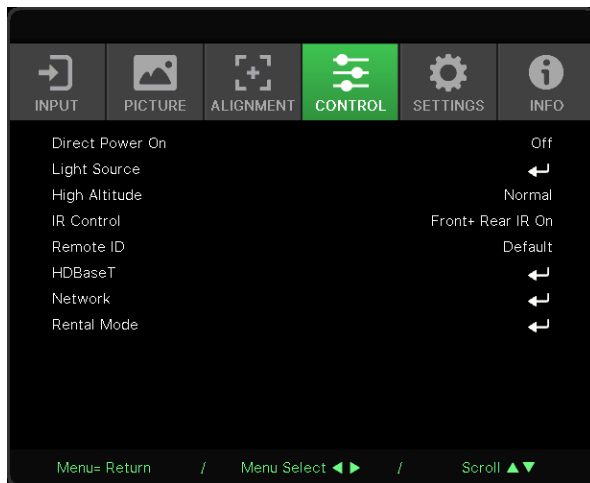 INPUT PICTURE ALIGNMENT CONTROL SETTINGS INFO
Direct Power On Off
Light Source
High Altitude Normal
IR Control Front+ Rear IR On
Remote ID Default
HDBaseT
Network
Rental Mode
Menu= Return / Menu Select ◀ ▶ / Scroll ▲▼